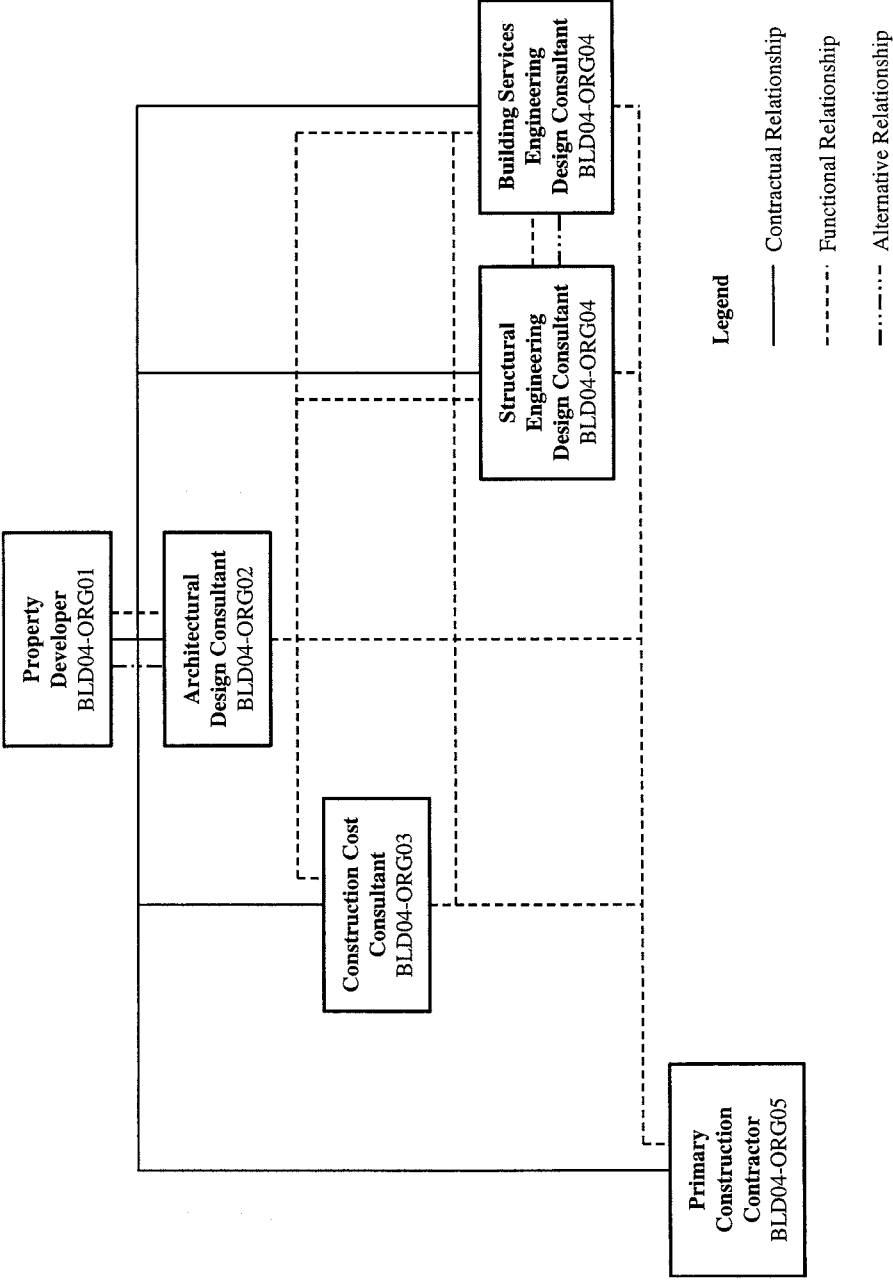 Property
Developer
BLD04-ORG01
Architectural
Design Consultant
BLD04-ORG02
Construction Cost
Consultant
BLD04-ORG03
Structural
Engineering
Design Consultant
BLD04-ORG04
Building Services
Engineering
Design Consultant
BLD04-ORG04
Primary
Construction
Contractor
BLD04-ORG05
Legend
Contractual Relationship
Functional Relationship
Alternative Relationship